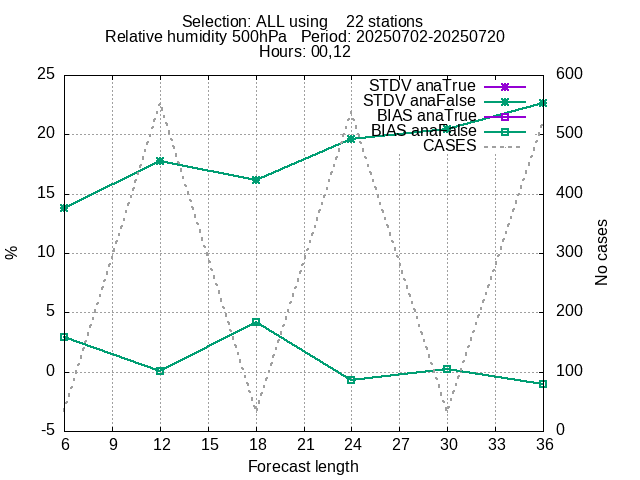 Selection: ALL using    22 stations
Relative humidity 500hPa   Period: 20250702-20250720
Hours: 00,12
STDV anaTrue
STDV anaFalse
BIAS anaTrue
BIAS anaFalse
CASES
25
20
15
10
5
0
-5
%
600
500
400
300
200
100
0
No cases
6 9 12 15 18 21 24 27 30 33 36
Forecast length